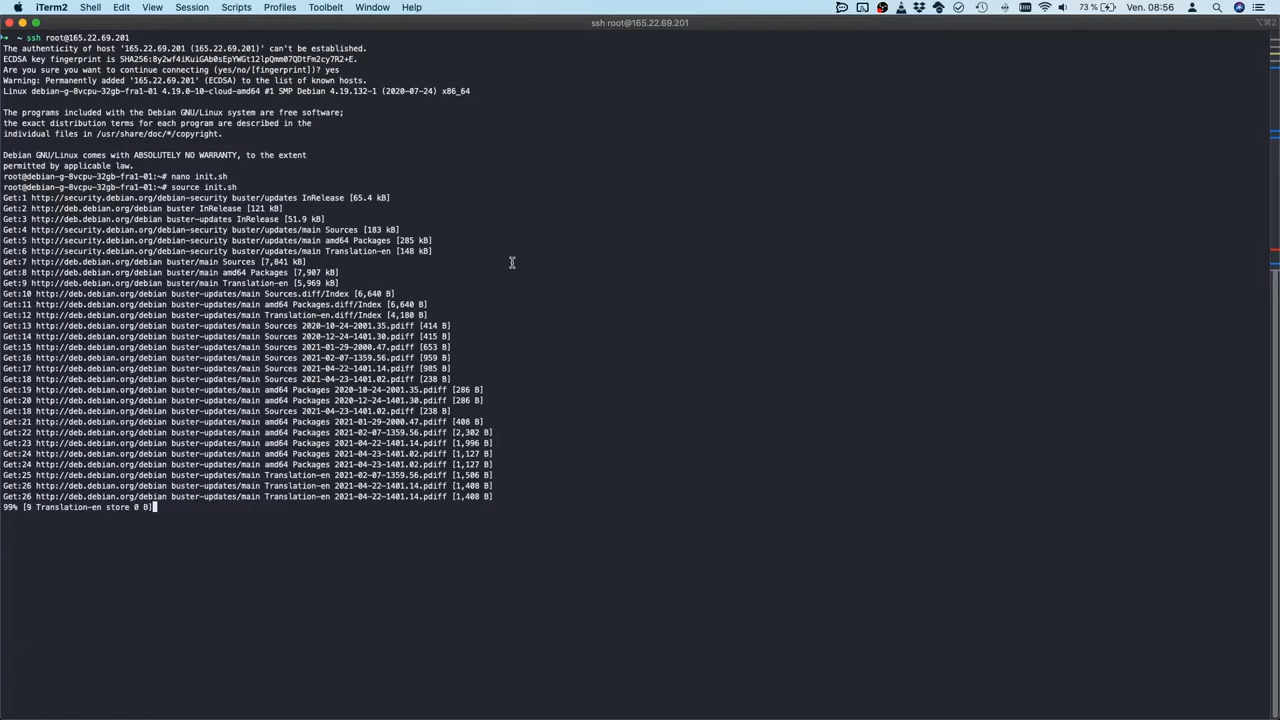 iTerm2 Shell Edit View Session Scripts Profiles Toolbelt Window Help 73 % Ven. 08:56
ssh root@165.22.69.201
~ ssh root@165.22.69.201
The authenticity of host '165.22.69.201 (165.22.69.201)' can't be established.
ECDSA key fingerprint is SHA256:8y2wf4iKuiGAb0sEpYWGt12lpQmm07QDtFm2cy7R2+E.
Are you sure you want to continue connecting (yes/no/[fingerprint])? yes
Warning: Permanently added '165.22.69.201' (ECDSA) to the list of known hosts.
Linux debian-g-8vcpu-32gb-fra1-01 4.19.0-10-cloud-amd64 #1 SMP Debian 4.19.132-1 (2020-07-24) x86_64
The programs included with the Debian GNU/Linux system are free software;
the exact distribution terms for each program are described in the
individual files in /usr/share/doc/*/copyright.
Debian GNU/Linux comes with ABSOLUTELY NO WARRANTY, to the extent
permitted by applicable law.
root@debian-g-8vcpu-32gb-fra1-01:~# nano init.sh
root@debian-g-8vcpu-32gb-fra1-01:~# source init.sh
Get:1 http://security.debian.org/debian-security buster/updates InRelease [65.4 kB]
Get:2 http://deb.debian.org/debian buster InRelease [121 kB]
Get:3 http://deb.debian.org/debian buster-updates InRelease [51.9 kB]
Get:4 http://security.debian.org/debian-security buster/updates/main Sources [183 kB]
Get:5 http://security.debian.org/debian-security buster/updates/main amd64 Packages [285 kB]
Get:6 http://security.debian.org/debian-security buster/updates/main Translation-en [148 kB]
Get:7 http://deb.debian.org/debian buster/main Sources [7,841 kB]
Get:8 http://deb.debian.org/debian buster/main amd64 Packages [7,907 kB]
Get:9 http://deb.debian.org/debian buster/main Translation-en [5,969 kB]
Get:10 http://deb.debian.org/debian buster-updates/main Sources.diff/Index [6,640 B]
Get:11 http://deb.debian.org/debian buster-updates/main amd64 Packages.diff/Index [6,640 B]
Get:12 http://deb.debian.org/debian buster-updates/main Translation-en.diff/Index [4,180 B]
Get:13 http://deb.debian.org/debian buster-updates/main Sources 2020-10-24-2001.35.pdiff [414 B]
Get:14 http://deb.debian.org/debian buster-updates/main Sources 2020-12-24-1401.30.pdiff [415 B]
Get:15 http://deb.debian.org/debian buster-updates/main Sources 2021-01-29-2000.47.pdiff [653 B]
Get:16 http://deb.debian.org/debian buster-updates/main Sources 2021-02-07-1359.56.pdiff [959 B]
Get:17 http://deb.debian.org/debian buster-updates/main Sources 2021-04-22-1401.14.pdiff [985 B]
Get:18 http://deb.debian.org/debian buster-updates/main Sources 2021-04-23-1401.02.pdiff [238 B]
Get:19 http://deb.debian.org/debian buster-updates/main amd64 Packages 2020-10-24-2001.35.pdiff [286 B]
Get:20 http://deb.debian.org/debian buster-updates/main amd64 Packages 2020-12-24-1401.30.pdiff [286 B]
Get:18 http://deb.debian.org/debian buster-updates/main Sources 2021-04-23-1401.02.pdiff [238 B]
Get:21 http://deb.debian.org/debian buster-updates/main amd64 Packages 2021-01-29-2000.47.pdiff [408 B]
Get:22 http://deb.debian.org/debian buster-updates/main amd64 Packages 2021-02-07-1359.56.pdiff [2,302 B]
Get:23 http://deb.debian.org/debian buster-updates/main amd64 Packages 2021-04-22-1401.14.pdiff [1,996 B]
Get:24 http://deb.debian.org/debian buster-updates/main amd64 Packages 2021-04-23-1401.02.pdiff [1,127 B]
Get:24 http://deb.debian.org/debian buster-updates/main amd64 Packages 2021-04-23-1401.02.pdiff [1,127 B]
Get:25 http://deb.debian.org/debian buster-updates/main Translation-en 2021-02-07-1359.56.pdiff [1,506 B]
Get:26 http://deb.debian.org/debian buster-updates/main Translation-en 2021-04-22-1401.14.pdiff [1,408 B]
Get:26 http://deb.debian.org/debian buster-updates/main Translation-en 2021-04-22-1401.14.pdiff [1,408 B]
99% [9 Translation-en store 0 B]